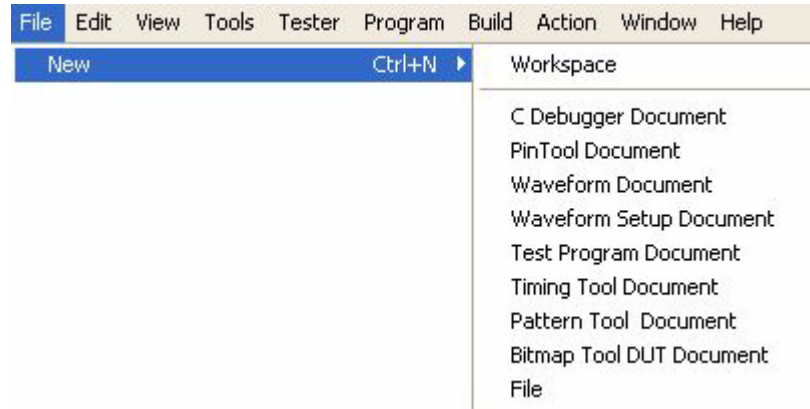 File Edit View Tools Tester Program Build Action Window Help
New Ctrl+N Workspace
C Debugger Document
PinTool Document
Waveform Document
Waveform Setup Document
Test Program Document
Timing Tool Document
Pattern Tool Document
Bitmap Tool DUT Document
File